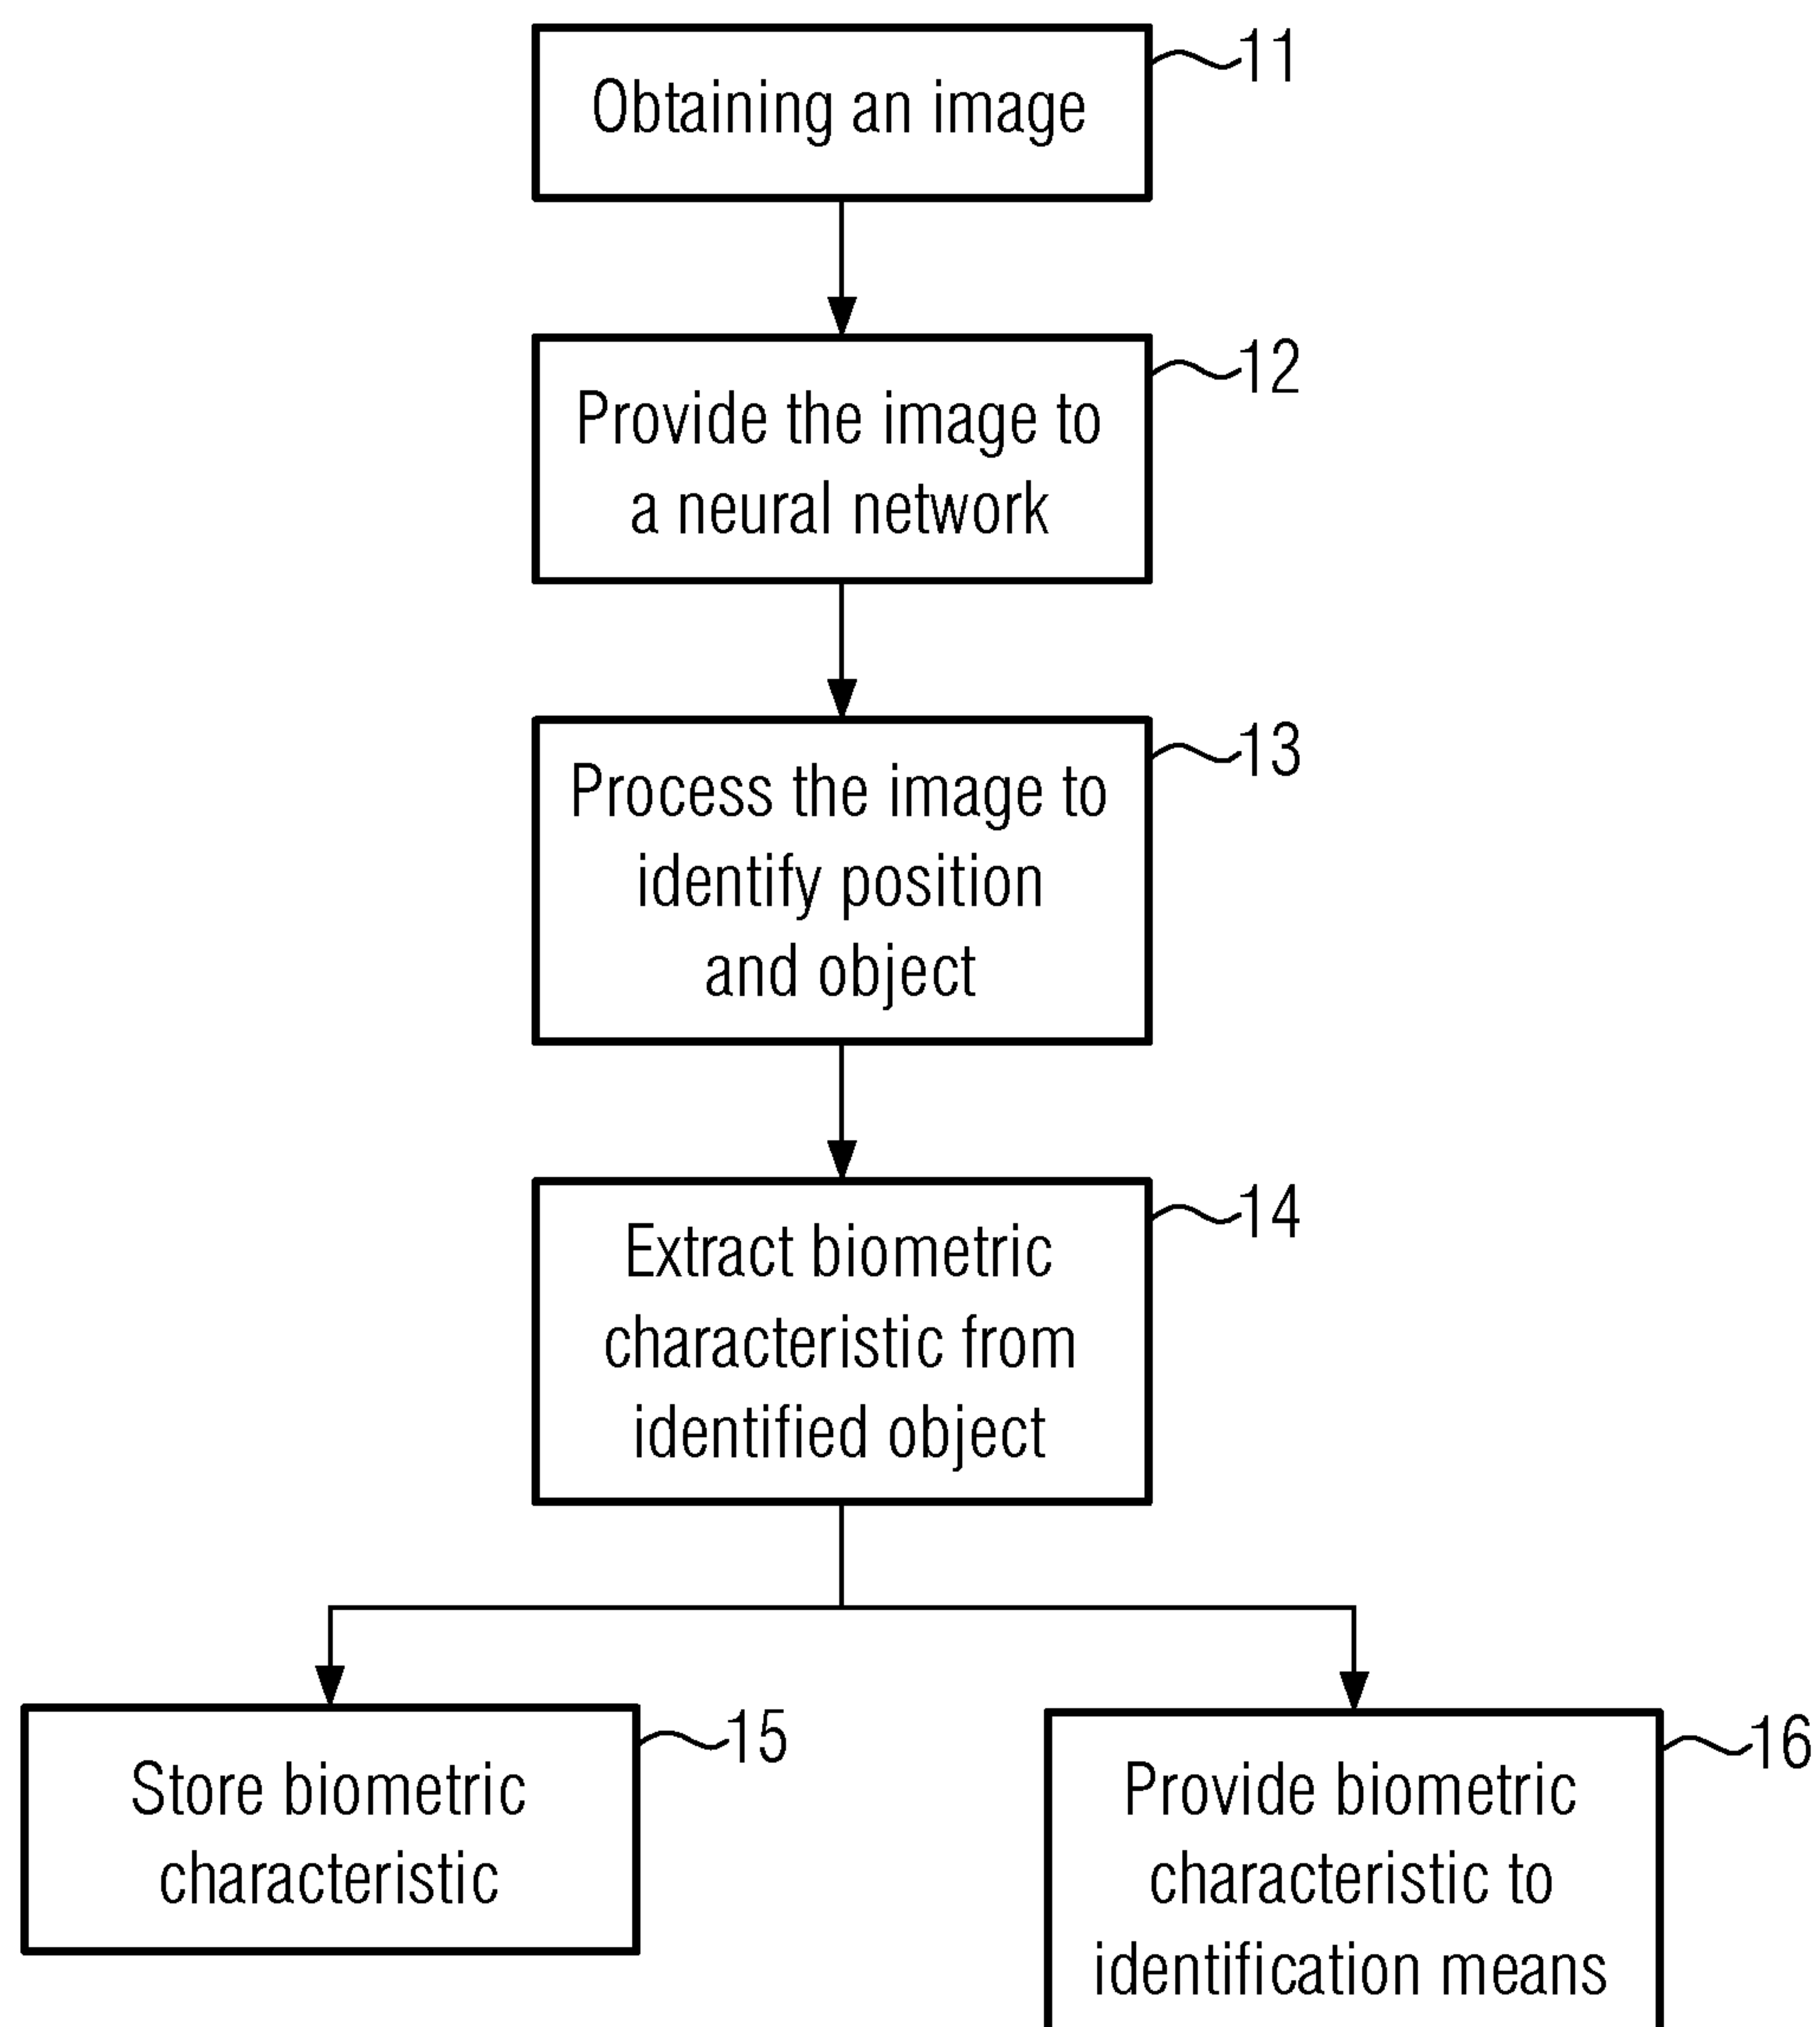 Obtaining an image
11
Provide the image to
a neural network
12
Process the image to
identify position
and object
13
Extract biometric
characteristic from
identified object
14
Store biometric
characteristic
15
Provide biometric
characteristic to
identification means
16